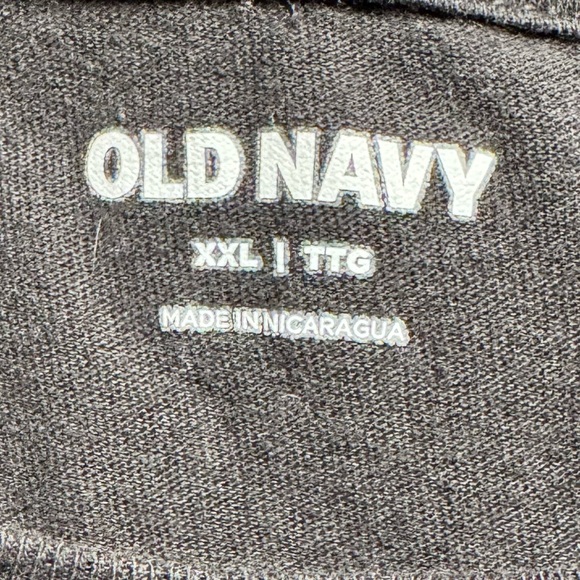 OLD NAVY
XXL | TTG
MADE IN NICARAGUA